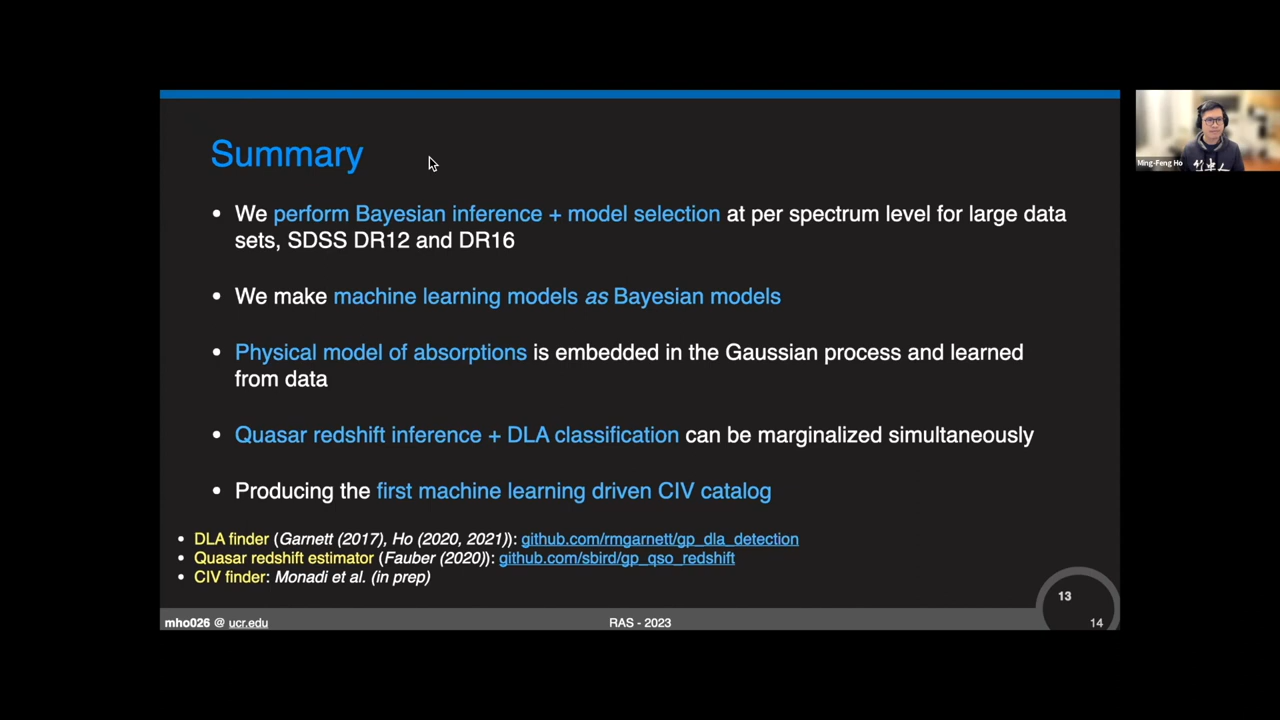 Summary
• We perform Bayesian inference + model selection at per spectrum level for large data
sets, SDSS DR12 and DR16
• We make machine learning models as Bayesian models
• Physical model of absorptions is embedded in the Gaussian process and learned
from data
• Quasar redshift inference + DLA classification can be marginalized simultaneously
• Producing the first machine learning driven CIV catalog
• DLA finder (Garnett (2017), Ho (2020, 2021)): github.com/rmgarnett/gp_dla_detection
• Quasar redshift estimator (Fauber (2020)): github.com/sbird/gp_qso_redshift
• CIV finder: Monadi et al. (in prep)
13
mho026 @ ucr.edu
RAS - 2023
14
Ming-Feng Ho